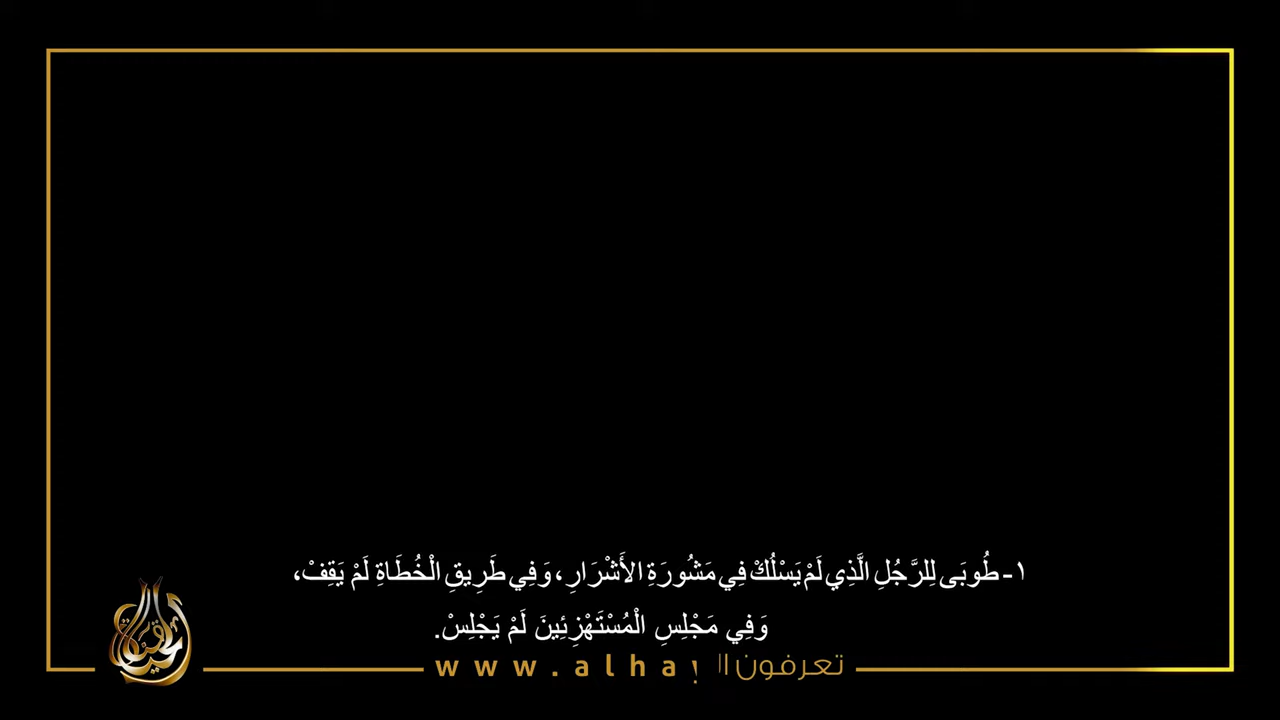 ١- طُوبَى لِلرَّجُلِ الَّذِي لَمْ يَسْلُكْ فِي مَشُورَةِ الأَشْرَارِ، وَفِي طَرِيقِ الْخُطَاةِ لَمْ يَقِفْ،
وَفِي مَجْلِسِ الْمُسْتَهْزِئِينَ لَمْ يَجْلِسْ.
www.alha
تعرفون